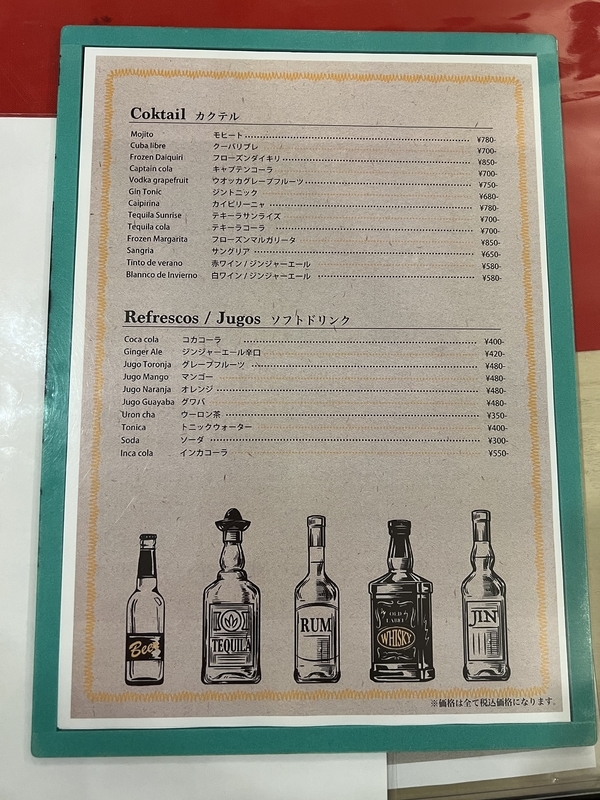 Coktail カクテル
Mojito モヒート ¥780-
Cuba libre クーバリブレ ¥700-
Frozen Daiquiri フローズンダイキリ ¥850-
Captain cola キャプテンコーラ ¥700-
Vodka grapefruit ウオッカグレープフルーツ ¥750-
Gin Tonic ジントニック ¥680-
Caipirina カイピリーニャ ¥780-
Tequila Sunrise テキーラサンライズ ¥700-
Tequila cola テキーラコーラ ¥700-
Frozen Margarita フローズンマルガリータ ¥850-
Sangria サングリア ¥650-
Tinto de verano 赤ワイン / ジンジャーエール ¥580-
Blannco de Invierno 白ワイン / ジンジャーエール ¥580-
Refrescos / Jugos ソフトドリンク
Coca cola コカコーラ ¥400-
Ginger Ale ジンジャーエール辛口 ¥420-
Jugo Toronja グレープフルーツ ¥480-
Jugo Mango マンゴー ¥480-
Jugo Naranja オレンジ ¥480-
Jugo Guayaba グワバ ¥480-
Uron cha ウーロン茶 ¥350-
Tonica トニックウォーター ¥400-
Soda ソーダ ¥300-
Inca cola インカコーラ ¥550-
Beer
TEQUILA
RUM
OLD LABEL
WHISKY
JIN
※価格は全て税込価格になります。